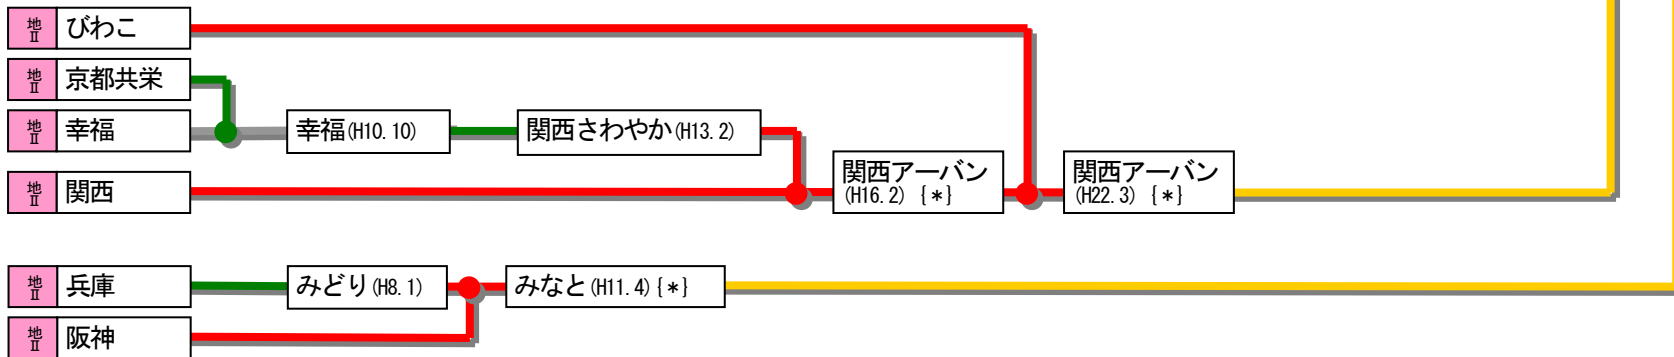 地Ⅱ びわこ
地Ⅱ 京都共栄
地Ⅱ 幸福 幸福(H10.10) 関西さわやか(H13.2)
地Ⅱ 関西 関西アーバン 関西アーバン
(H16.2) {*} (H22.3) {*}
地Ⅱ 兵庫 みどり(H8.1) みなと(H11.4){*}
地Ⅱ 阪神